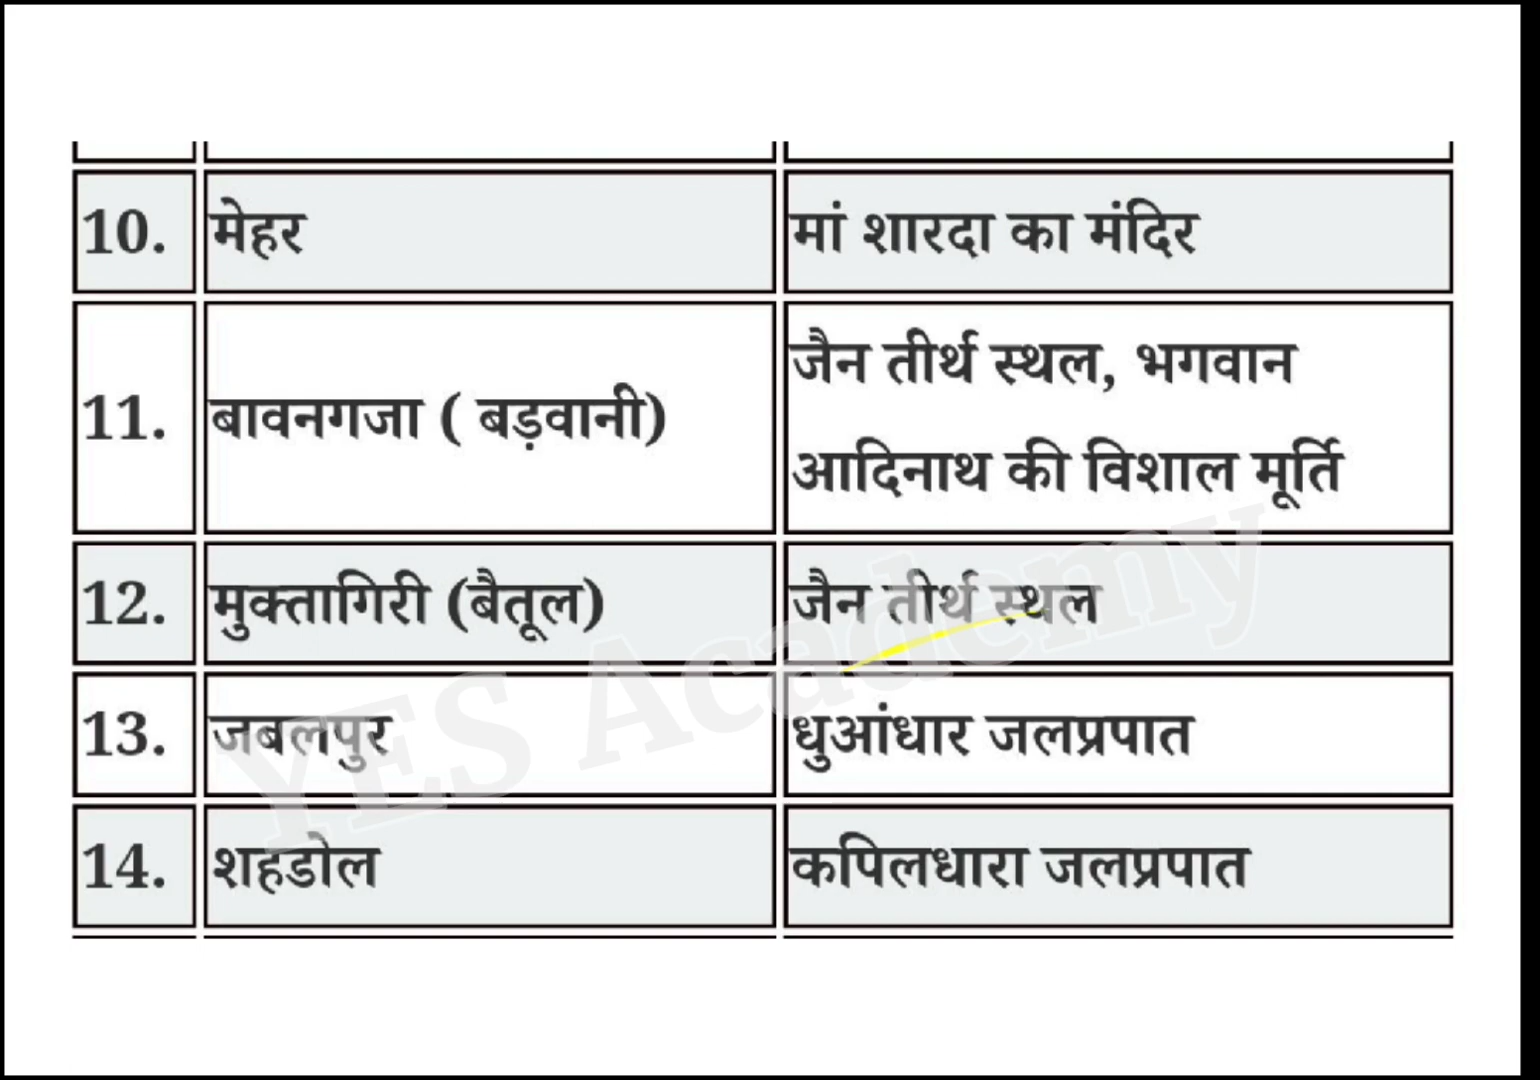 10. मेहर मां शारदा का मंदिर
11. बावनगजा ( बड़वानी) जैन तीर्थ स्थल, भगवान
आदिनाथ की विशाल मूर्ति
12. मुक्तागिरी (बैतूल) जैन तीर्थ स्थल
13. जबलपुर धुआंधार जलप्रपात
14. शहडोल कपिलधारा जलप्रपात
YES Academy